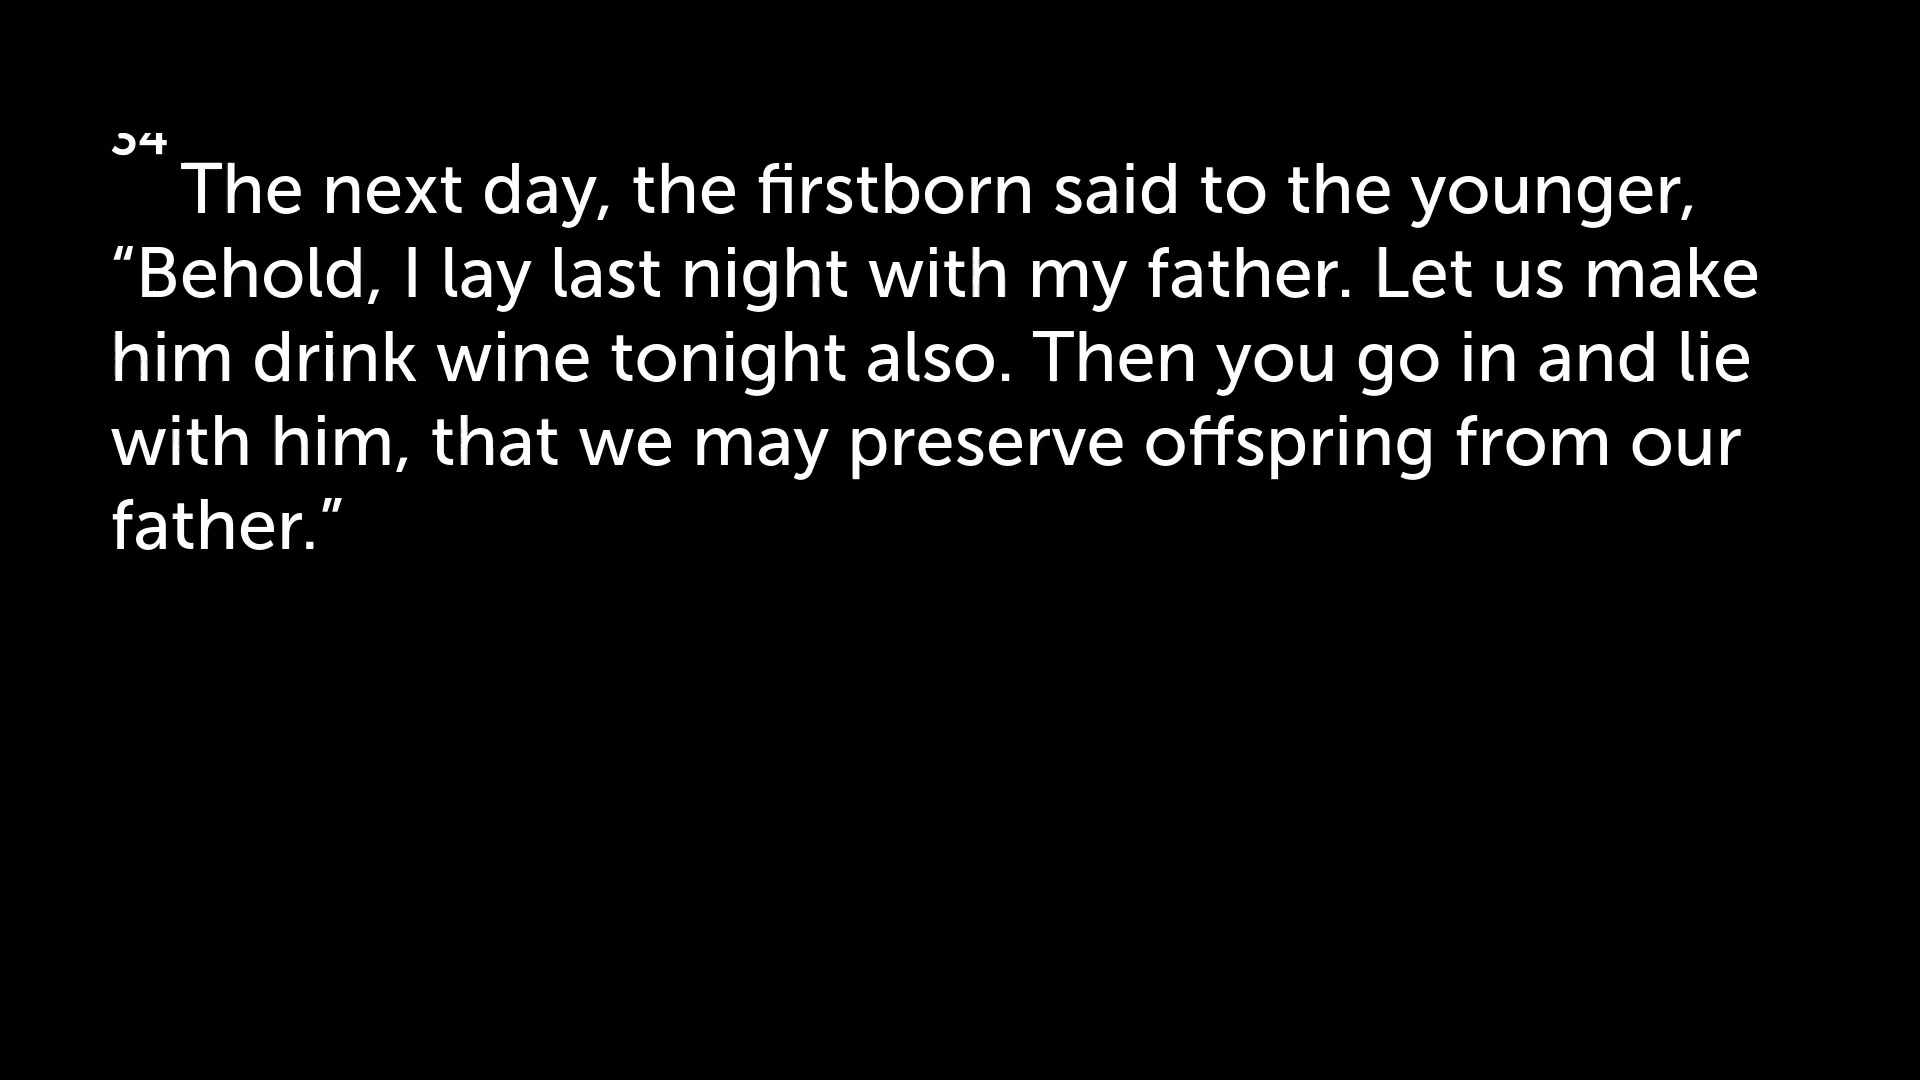 34
The next day, the firstborn said to the younger,
“Behold, I lay last night with my father. Let us make
him drink wine tonight also. Then you go in and lie
with him, that we may preserve offspring from our
father.”